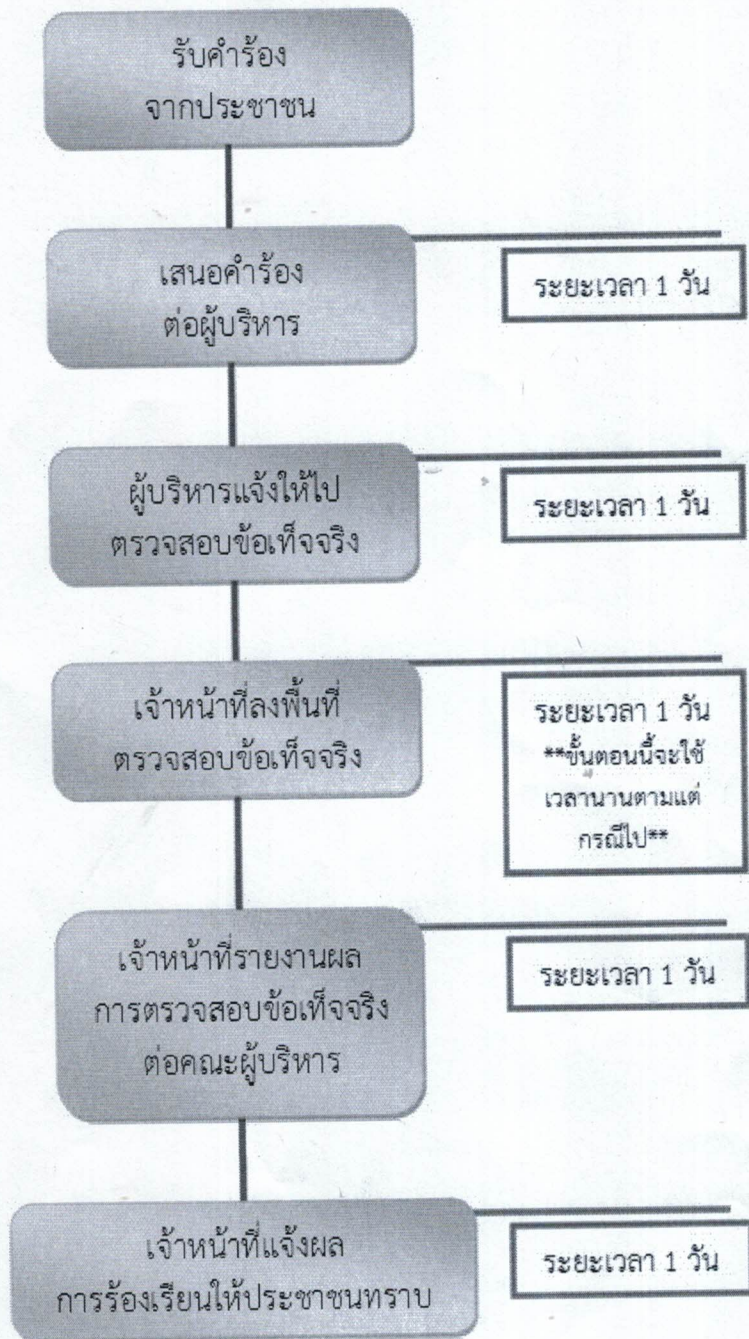 รับคำร้อง
จากประชาชน
เสนอคำร้อง
ต่อผู้บริหาร
ระยะเวลา 1 วัน
ผู้บริหารแจ้งให้ไป
ตรวจสอบข้อเท็จจริง
ระยะเวลา 1 วัน
เจ้าหน้าที่ลงพื้นที่
ตรวจสอบข้อเท็จจริง
ระยะเวลา 1 วัน
**ขั้นตอนนี้จะใช้
เวลานานตามแต่
กรณีไป**
เจ้าหน้าที่รายงานผล
การตรวจสอบข้อเท็จจริง
ต่อคณะผู้บริหาร
ระยะเวลา 1 วัน
เจ้าหน้าที่แจ้งผล
การร้องเรียนให้ประชาชนทราบ
ระยะเวลา 1 วัน